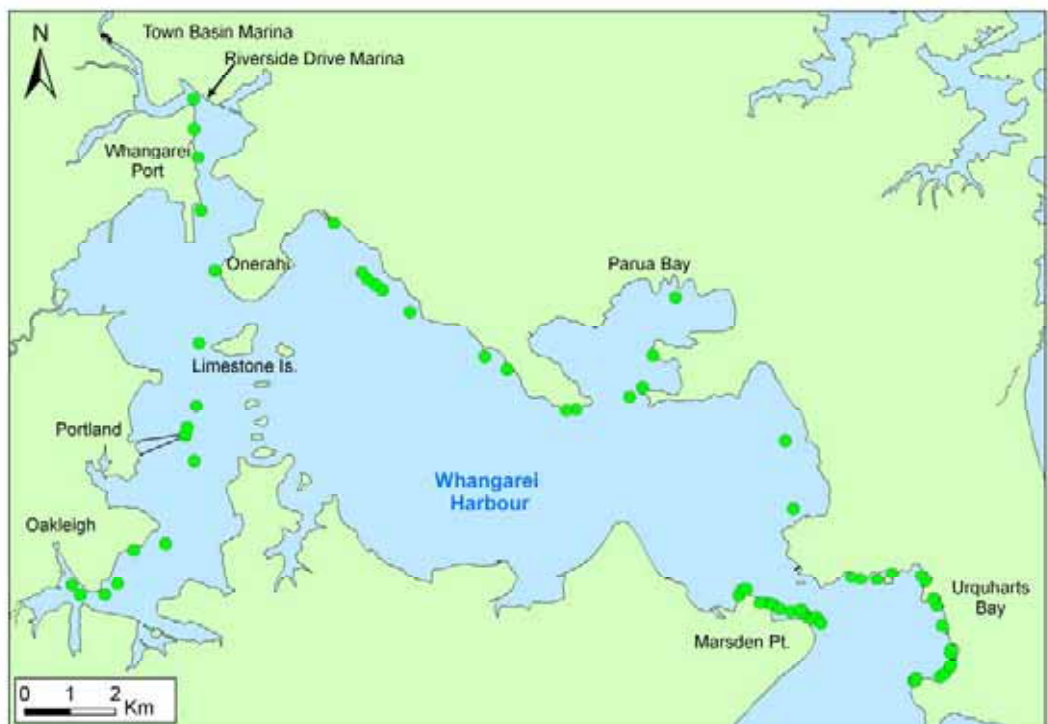 N
Town Basin Marina
Riverside Drive Marina
Whangarei
Port
Onerahi
Parua Bay
Limestone Is.
Portland
Whangarei
Harbour
Oakleigh
Urquharts
Bay
Marsden Pt.
0 1 2
Km